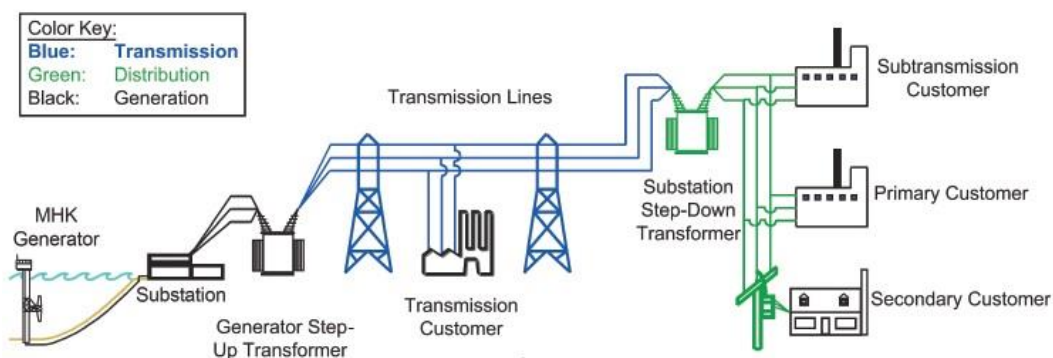 Color Key:
Blue: Transmission
Green: Distribution
Black: Generation
Transmission Lines
Subtransmission
Customer
MHK
Generator
Substation
Generator Step-
Up Transformer
Transmission
Customer
Substation
Step-Down
Transformer
Primary Customer
Secondary Customer